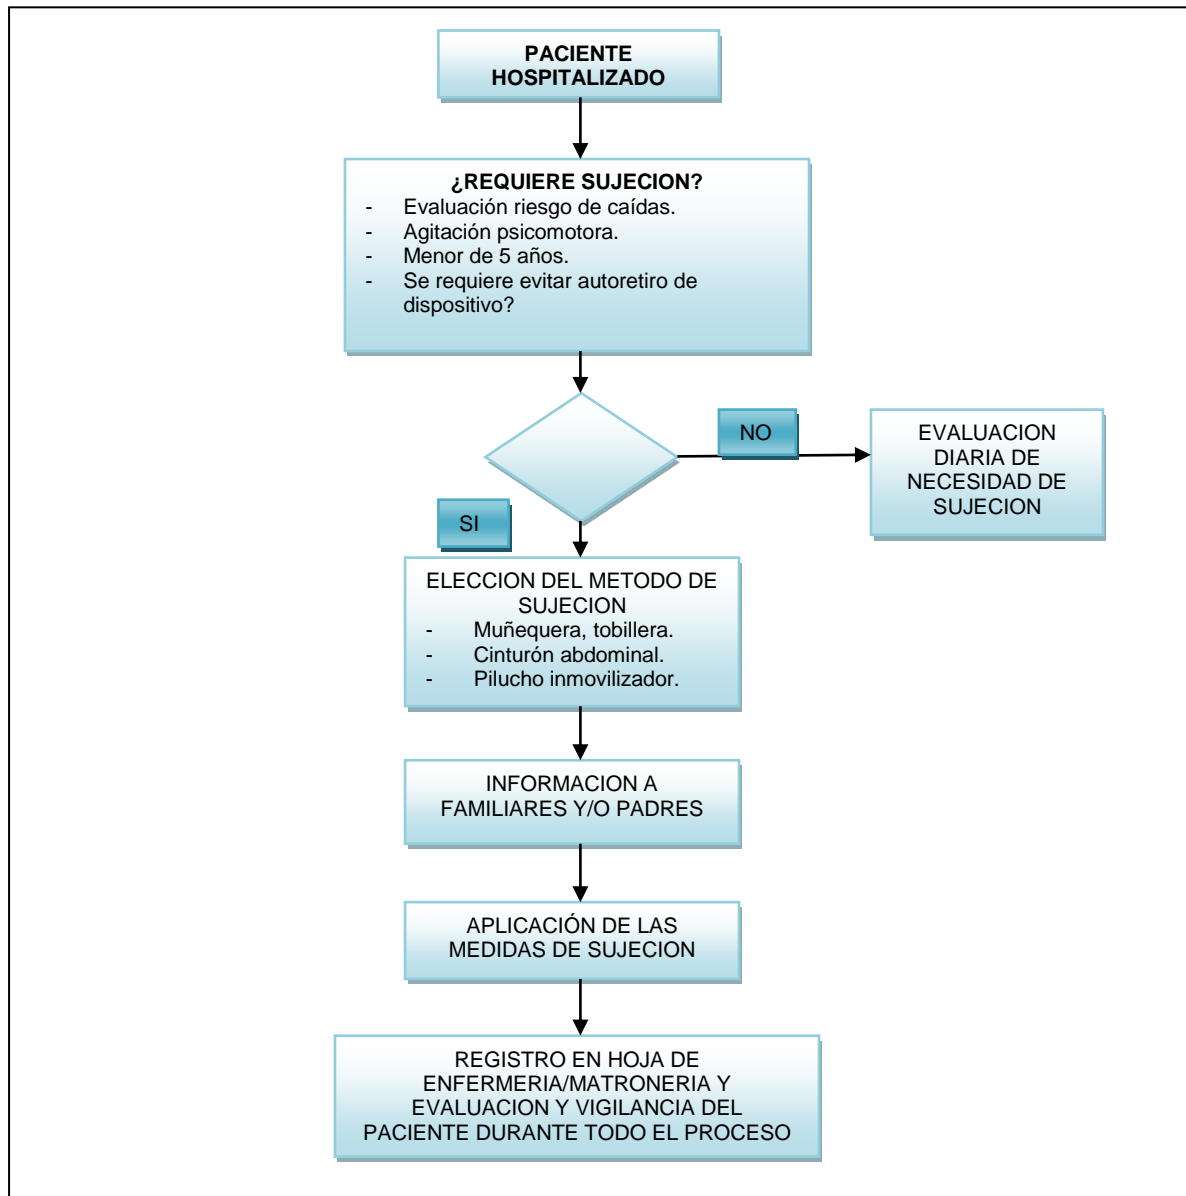 PACIENTE
HOSPITALIZADO
¿REQUIERE SUJECION?
- Evaluación riesgo de caídas.
- Agitación psicomotora.
- Menor de 5 años.
- Se requiere evitar autoretiro de
dispositivo?
NO
EVALUACION
DIARIA DE
NECESIDAD DE
SUJECION
SI
ELECCION DEL METODO DE
SUJECION
- Muñequera, tobillera.
- Cinturón abdominal.
- Pilucho inmovilizador.
INFORMACION A
FAMILIARES Y/O PADRES
APLICACIÓN DE LAS
MEDIDAS DE SUJECION
REGISTRO EN HOJA DE
ENFERMERIA/MATRONERIA Y
EVALUACION Y VIGILANCIA DEL
PACIENTE DURANTE TODO EL PROCESO